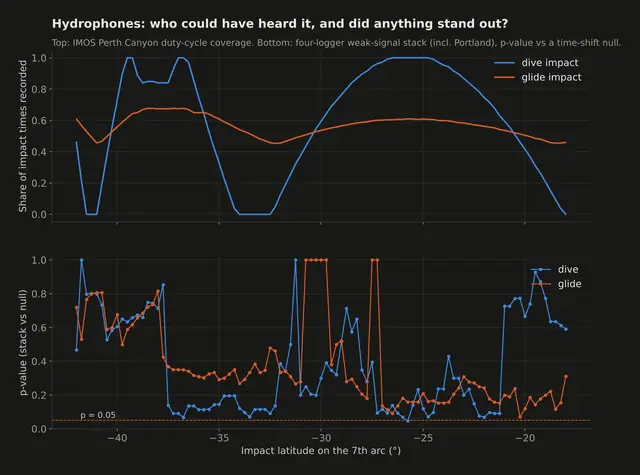 Hydrophones: who could have heard it, and did anything stand out?
Top: IMOS Perth Canyon duty-cycle coverage. Bottom: four-logger weak-signal stack (incl. Portland), p-value vs a time-shift null.
Share of impact times recorded
1.0
0.8
0.6
0.4
0.2
0.0
dive impact
glide impact
p-value (stack vs null)
1.0
0.8
0.6
0.4
0.2
0.0
dive
glide
p = 0.05
−40
−35
−30
−25
−20
Impact latitude on the 7th arc (°)